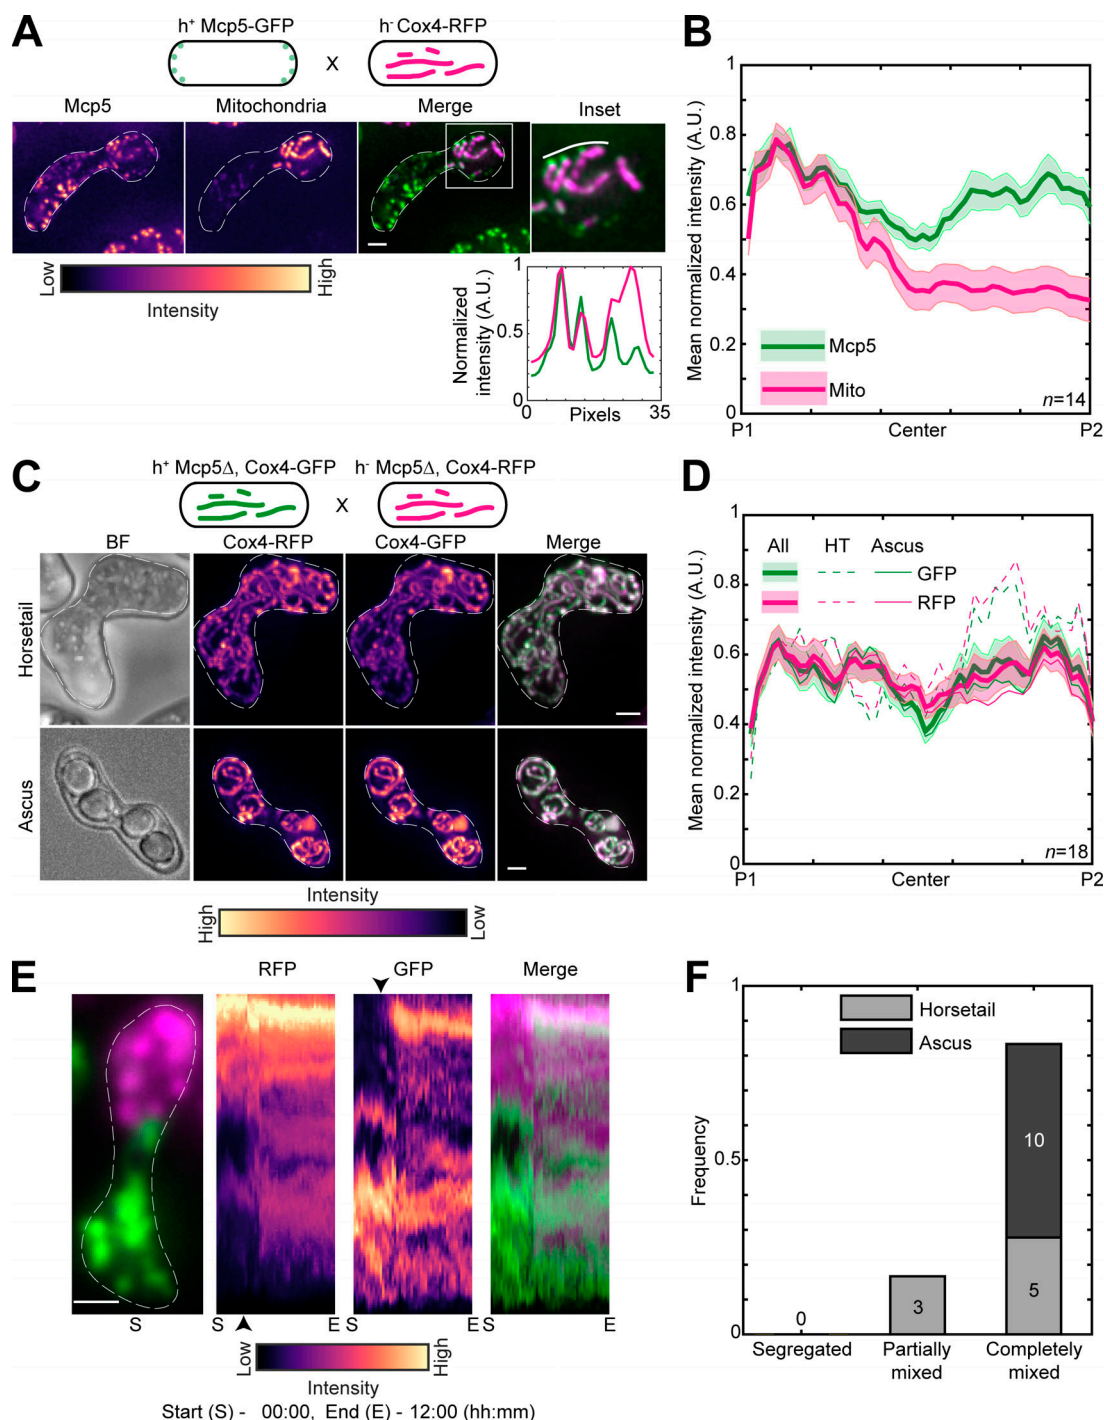 A
h+ Mcp5-GFP
X
h- Cox4-RFP
Mcp5
Mitochondria
Merge
Inset
Low
High
Intensity
Normalized
intensity (A.U.)
1
0.5
0
35
Pixels
B
Mean normalized intensity (A.U.)
1
0.8
0.6
0.4
0.2
0
Mcp5
Mito
n=14
P1
Center
P2
C
h+ Mcp5Δ, Cox4-GFP
X
h- Mcp5Δ, Cox4-RFP
BF
Cox4-RFP
Cox4-GFP
Merge
Horsetail
Ascus
Intensity
High
Low
D
Mean normalized intensity (A.U.)
1
0.8
0.6
0.4
0.2
0
All
HT
Ascus
GFP
RFP
n=18
P1
Center
P2
E
RFP
GFP
Merge
S
S
E
S
E
S
E
Low
High
Intensity
Start (S) - 00:00, End (E) - 12:00 (hh:mm)
F
Frequency
1
0.5
0
Horsetail
Ascus
0
3
10
5
Segregated
Partially
mixed
Completely
mixed